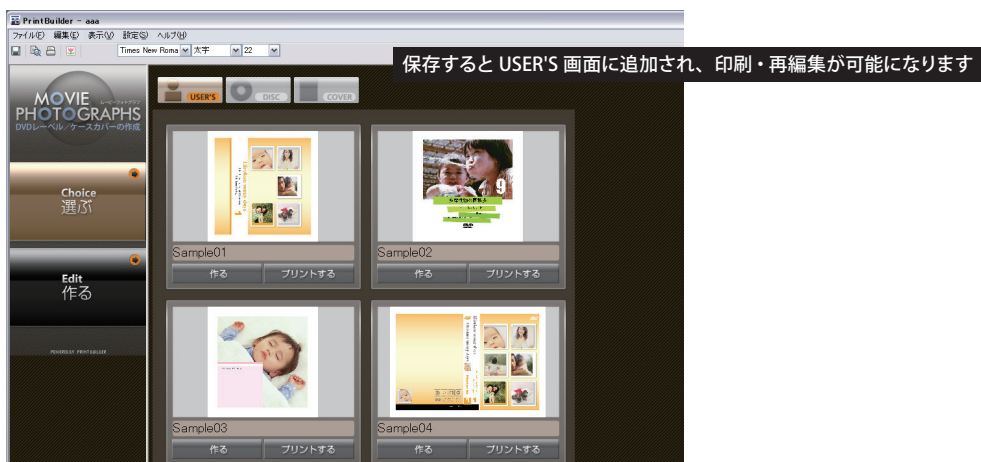 PrintBuilder - aaa
ファイル(F) 編集(E) 表示(V) 設定(S) ヘルプ(H)
Times New Roma 太字 22
保存すると USER'S 画面に追加され、印刷・再編集が可能になります
MOVIE
PHOTOGRAPHS
DVDレーベル/ケースカバーの作成
USER'S DISC COVER
Choice
選ぶ
Edit
作る
POWERED BY PRINTBUILDER
9
Sample01
作る プリントする
Sample02
作る プリントする
Sample03
作る プリントする
Sample04
作る プリントする